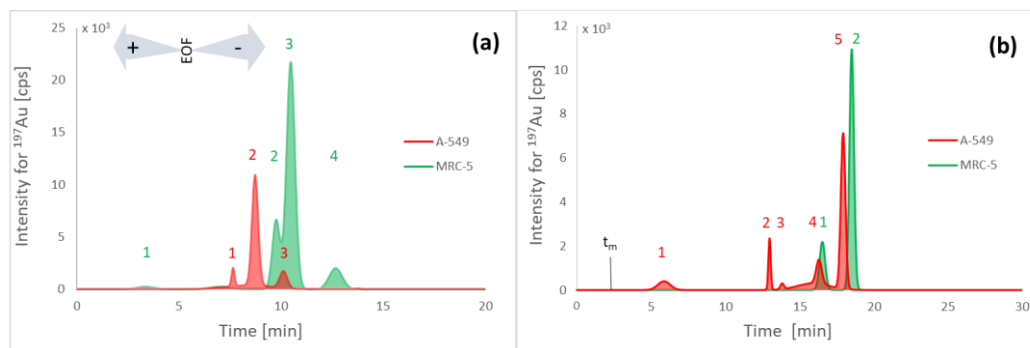 25
x 10³
+
EOF
-
(a)
3
20
15
2
2
4
10
5
1
1
3
0
0
5
10
15
20
Intensity for ¹⁹⁷Au [cps]
Time [min]
A-549
MRC-5
12
x 10³
5
2
(b)
10
8
6
4
2
0
tₘ
1
2
3
4
1
0
5
10
15
20
25
30
Intensity for ¹⁹⁷Au [cps]
Time [min]
A-549
MRC-5